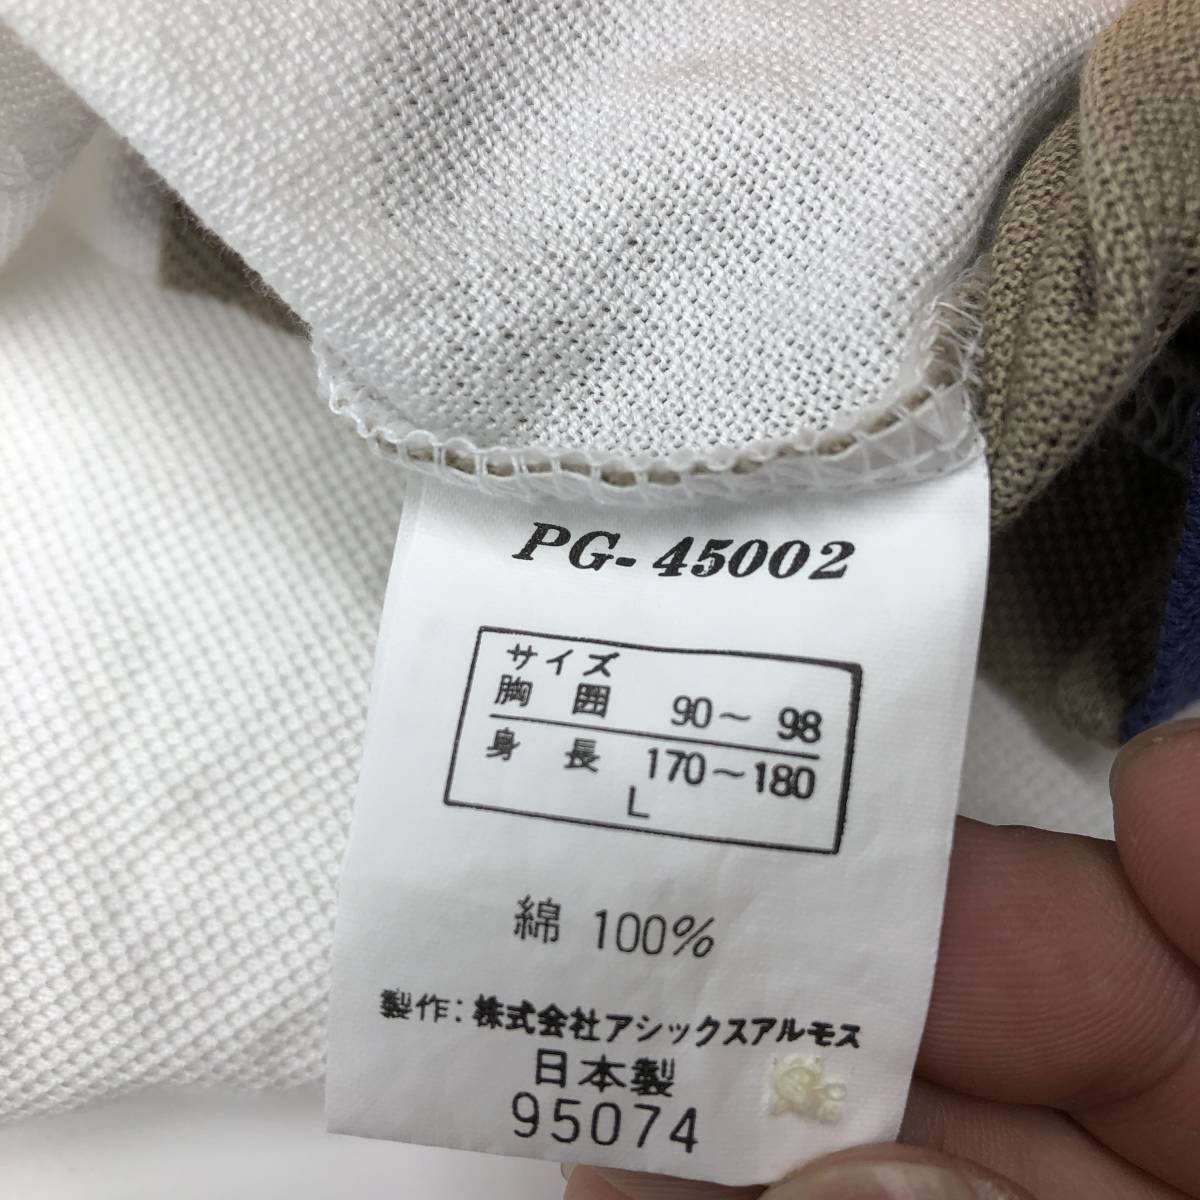 PG-45002
サイズ
胸 囲 90～ 98
身 長 170～180
L
綿 100%
製作: 株式会社アシックスアルモス
日本製
95074